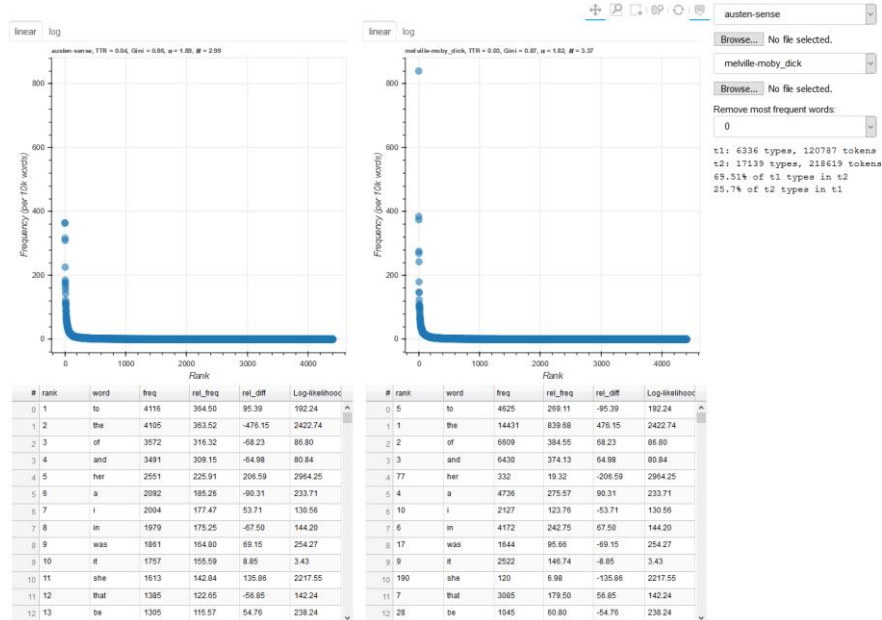 linear log
austen-sense, TTR = 0.04, Gini = 0.86, α = 1.89, H = 2.99
800
600
400
200
0
Frequency (per 10k words)
0 1000 2000 3000 4000
Rank
# rank word freq rel_freq rel_diff Log-likelihood
0 1 to 4116 364.50 95.39 192.24
1 2 the 4105 363.52 -476.15 2422.74
2 3 of 3572 316.32 -68.23 86.80
3 4 and 3491 309.15 -64.98 80.84
4 5 her 2551 225.91 206.59 2964.25
5 6 a 2092 185.26 -90.31 233.71
6 7 i 2004 177.47 53.71 130.56
7 8 in 1979 175.25 -67.50 144.20
8 9 was 1861 164.80 69.15 254.27
9 10 it 1757 155.59 8.85 3.43
10 11 she 1613 142.84 135.86 2217.55
11 12 that 1385 122.65 -56.85 142.24
12 13 be 1305 115.57 54.76 238.24
linear log
melville-moby_dick, TTR = 0.03, Gini = 0.87, α = 1.82, H = 3.37
800
600
400
200
0
Frequency (per 10k words)
0 1000 2000 3000 4000
Rank
# rank word freq rel_freq rel_diff Log-likelihood
0 5 to 4625 269.11 -95.39 192.24
1 1 the 14431 839.68 476.15 2422.74
2 2 of 6609 384.55 68.23 86.80
3 3 and 6430 374.13 64.98 80.84
4 77 her 332 19.32 -206.59 2964.25
5 4 a 4736 275.57 90.31 233.71
6 10 i 2127 123.76 -53.71 130.56
7 6 in 4172 242.75 67.50 144.20
8 17 was 1644 95.66 -69.15 254.27
9 9 it 2522 146.74 -8.85 3.43
10 190 she 120 6.98 -135.86 2217.55
11 7 that 3085 179.50 56.85 142.24
12 28 be 1045 60.80 -54.76 238.24
austen-sense
Browse... No file selected.
melville-moby_dick
Browse... No file selected.
Remove most frequent words:
0
t1: 6336 types, 120787 tokens
t2: 17139 types, 218619 tokens
69.51% of t1 types in t2
25.7% of t2 types in t1